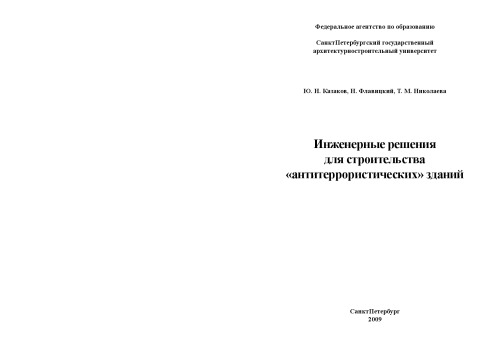 Федеральное агентство по образованию
СанктПетербургский государственный
архитектурностроительный университет
Ю. Н. Казаков, Н. Флавицкий, Т. М. Николаева
Инженерные решения
для строительства
«антитеррористических» зданий
СанктПетербург
2009